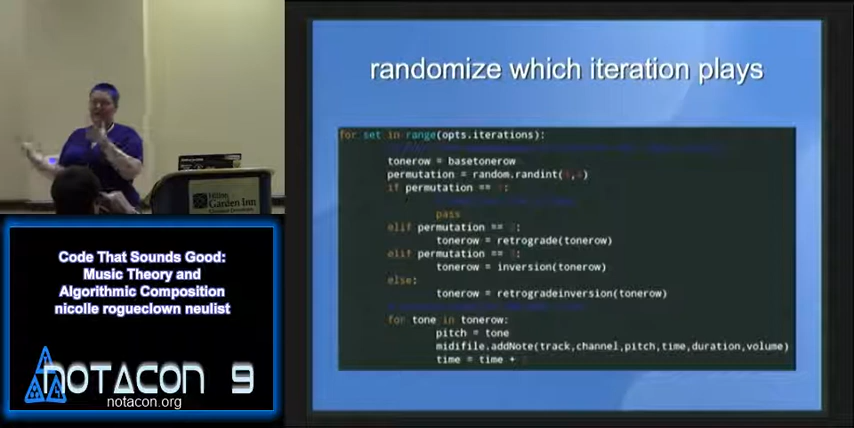 randomize which iteration plays
for set in range(opts.iterations):
tonerow = basetonerow
permutation = random.randint(
if permutation ==
pass
elif permutation ==
tonerow = retrograde(tonerow)
elif permutation ==
tonerow = inversion(tonerow)
else:
tonerow = retrogradeinversion(tonerow)
for tone in tonerow:
pitch = tone
midifile.addNote(track,channel,pitch,time,duration,volume)
time = time +
Hilton
Garden Inn
Code That Sounds Good:
Music Theory and
Algorithmic Composition
nicolle rogueclown neulist
NOTACON 9
notacon.org